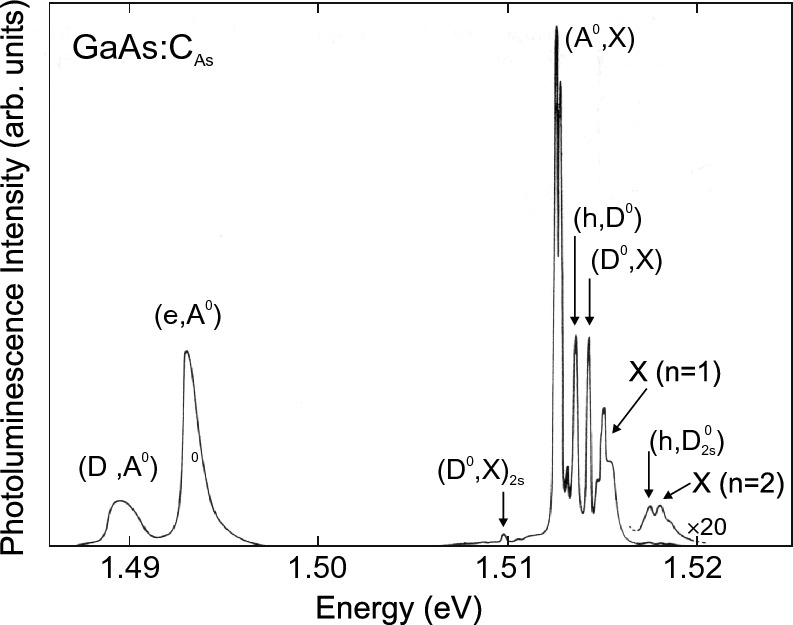 GaAs:C_As
(A⁰,X)
(h,D⁰)
(D⁰,X)
(e,A⁰)
X (n=1)
(D ,A⁰)
0
(D⁰,X)₂s
(h,D⁰₂s)
X (n=2)
×20
1.49 1.50 1.51 1.52
Energy (eV)
Photoluminescence Intensity (arb. units)